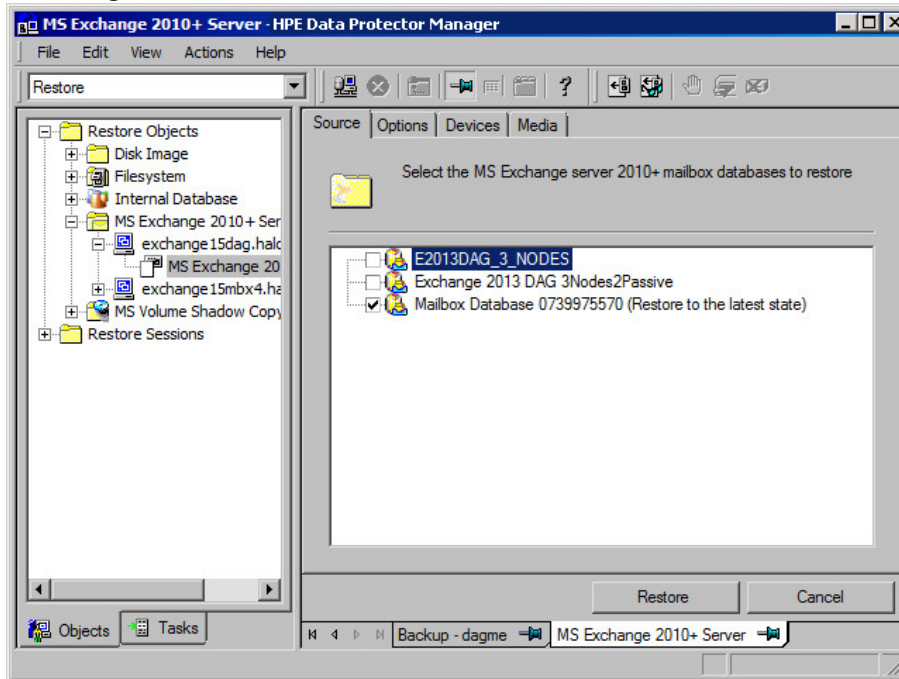 MS Exchange 2010+ Server - HPE Data Protector Manager
File Edit View Actions Help
Restore
Restore Objects
Disk Image
Filesystem
Internal Database
MS Exchange 2010+ Ser
exchange15dag.halo
MS Exchange 20
exchange15mbx4.ha
MS Volume Shadow Copy
Restore Sessions
Objects Tasks
Source Options Devices Media
Select the MS Exchange server 2010+ mailbox databases to restore
E2013DAG_3_NODES
Exchange 2013 DAG 3Nodes2Passive
Mailbox Database 0739975570 (Restore to the latest state)
Restore Cancel
Backup - dagme MS Exchange 2010+ Server